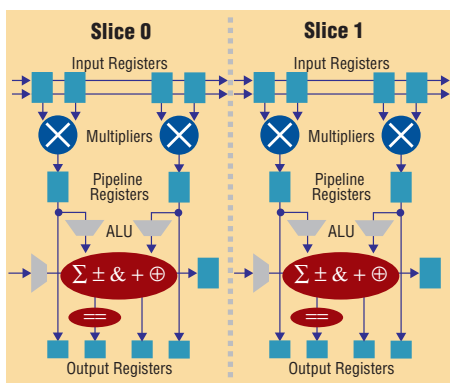 Slice 0
Input Registers
Multipliers
Pipeline
Registers
ALU
Σ ± & + ⊕
==
Output Registers
Slice 1
Input Registers
Multipliers
Pipeline
Registers
ALU
Σ ± & + ⊕
==
Output Registers